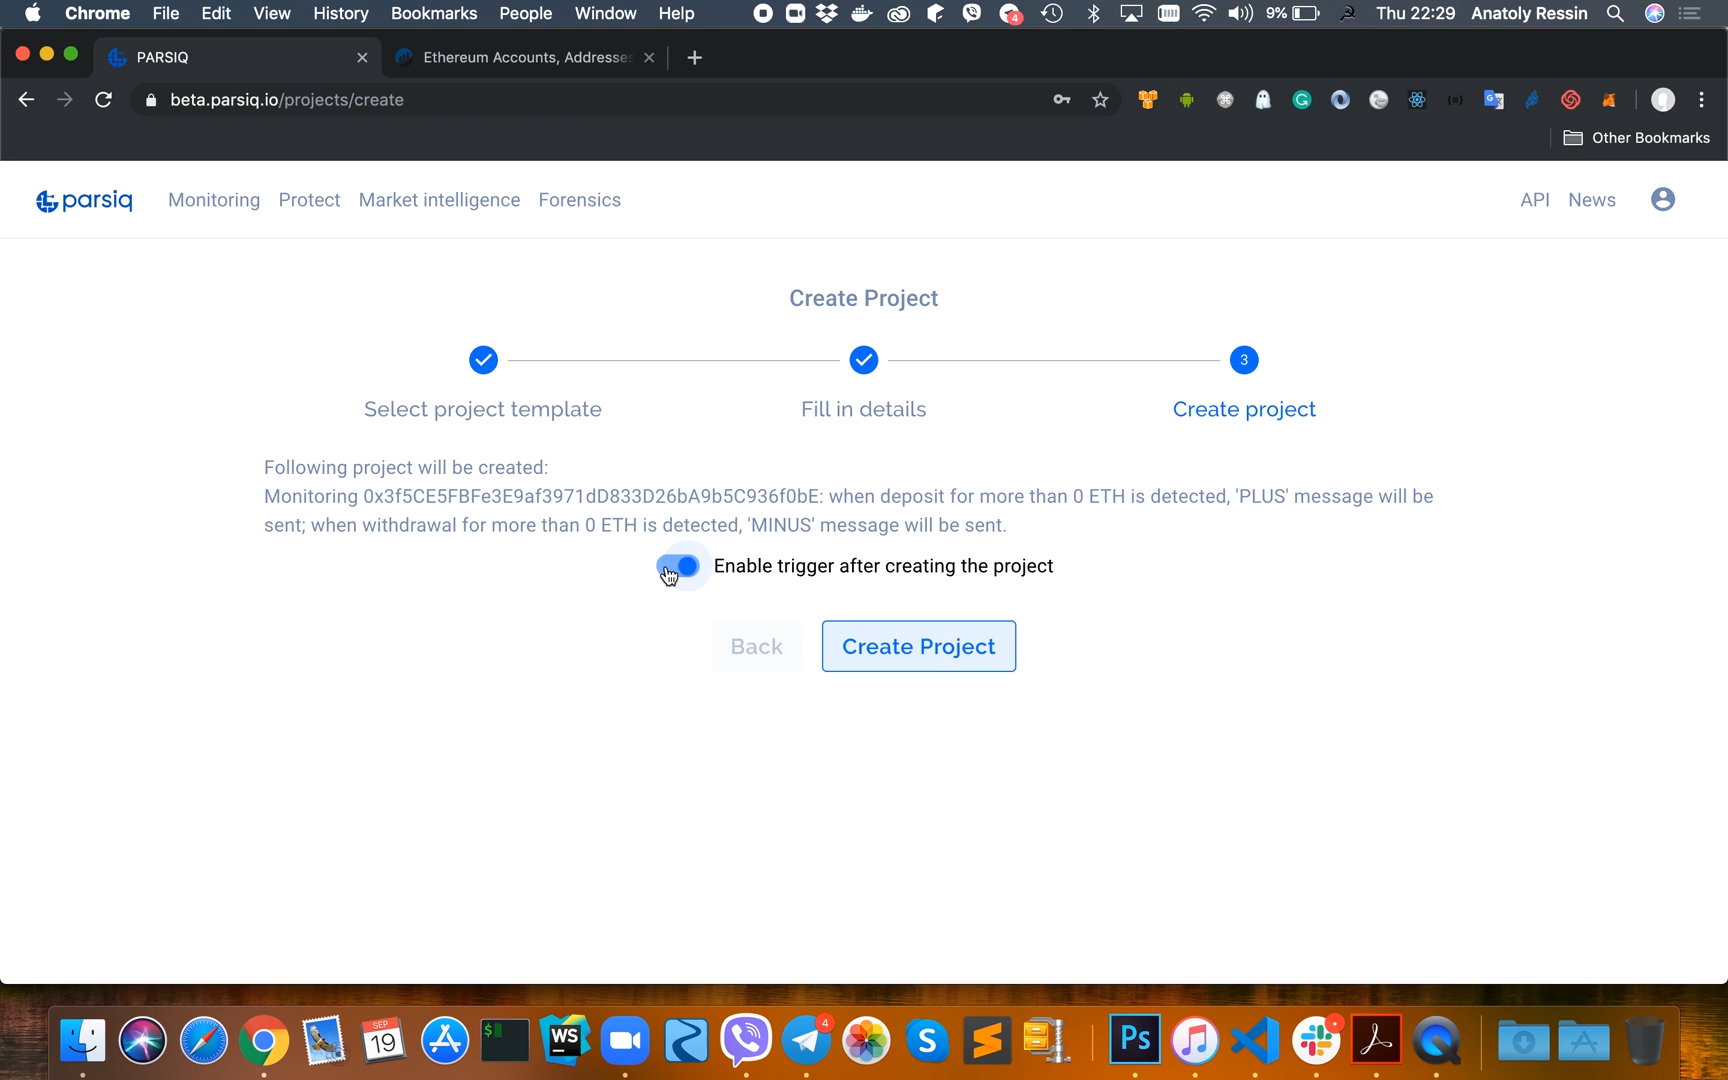 Chrome File Edit View History Bookmarks People Window Help 4 9% Thu 22:29 Anatoly Ressin
PARSIQ Ethereum Accounts, Addresse
beta.parsiq.io/projects/create
Other Bookmarks
parsiq Monitoring Protect Market intelligence Forensics API News
Create Project
3
Select project template Fill in details Create project
Following project will be created:
Monitoring 0x3f5CE5FBFe3E9af3971dD833D26bA9b5C936f0bE: when deposit for more than 0 ETH is detected, 'PLUS' message will be
sent; when withdrawal for more than 0 ETH is detected, 'MINUS' message will be sent.
Enable trigger after creating the project
Back Create Project
SEP 19 $ WS 4 S Ps